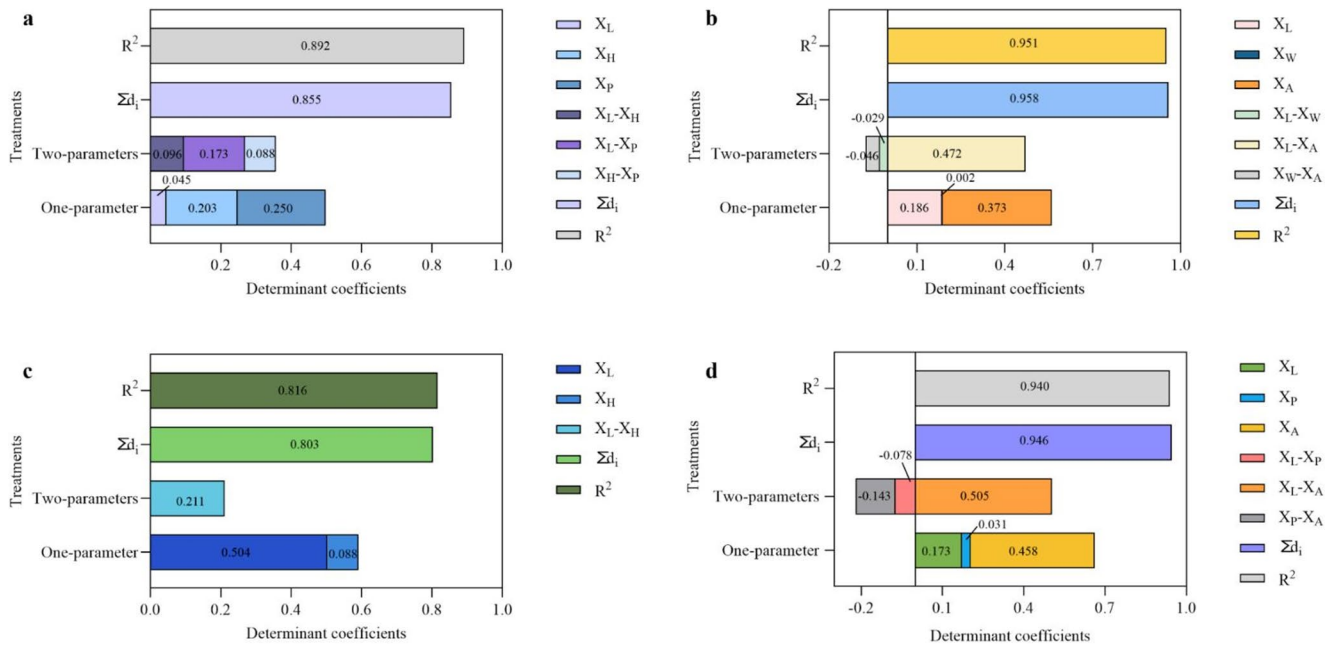 a
Treatments
R²
Σdᵢ
Two-parameters
One-parameter
0.892
0.855
0.096 0.173 0.088
0.045
0.203 0.250
0.2 0.4 0.6 0.8 1.0
Determinant coefficients
X_L
X_H
X_P
X_L-X_H
X_L-X_P
X_H-X_P
Σdᵢ
R²
b
Treatments
R²
Σdᵢ
Two-parameters
One-parameter
0.951
0.958
-0.029
-0.046 0.472
0.002
0.186 0.373
-0.2 0.1 0.4 0.7 1.0
Determinant coefficients
X_L
X_W
X_A
X_L-X_W
X_L-X_A
X_W-X_A
Σdᵢ
R²
c
Treatments
R²
Σdᵢ
Two-parameters
One-parameter
0.816
0.803
0.211
0.504 0.088
0.0 0.2 0.4 0.6 0.8 1.0
Determinant coefficients
X_L
X_H
X_L-X_H
Σdᵢ
R²
d
Treatments
R²
Σdᵢ
Two-parameters
One-parameter
0.940
0.946
-0.078
-0.143 0.505
0.031
0.173 0.458
-0.2 0.1 0.4 0.7 1.0
Determinant coefficients
X_L
X_P
X_A
X_L-X_P
X_L-X_A
X_P-X_A
Σdᵢ
R²